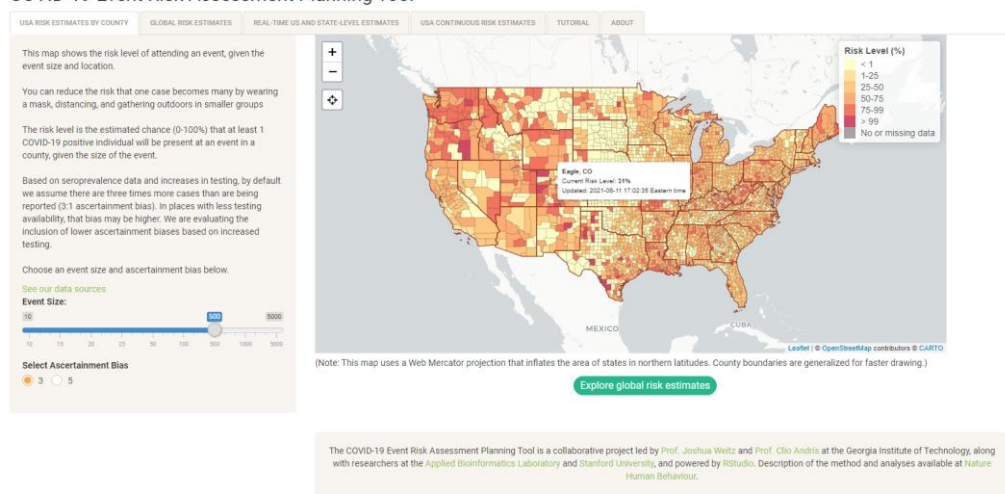 USA RISK ESTIMATES BY COUNTY
GLOBAL RISK ESTIMATES
REAL-TIME US AND STATE-LEVEL ESTIMATES
USA CONTINUOUS RISK ESTIMATES
TUTORIAL
ABOUT
This map shows the risk level of attending an event, given the
event size and location.
You can reduce the risk that one case becomes many by wearing
a mask, distancing, and gathering outdoors in smaller groups
The risk level is the estimated chance (0-100%) that at least 1
COVID-19 positive individual will be present at an event in a
county, given the size of the event.
Based on seroprevalence data and increases in testing, by default
we assume there are three times more cases than are being
reported (3:1 ascertainment bias). In places with less testing
availability, that bias may be higher. We are evaluating the
inclusion of lower ascertainment biases based on increased
testing.
Choose an event size and ascertainment bias below.
See our data sources
Event Size:
10
500
5000
10 15 20 25 50 100 500 1000 5000
Select Ascertainment Bias
3 5
+
−
Risk Level (%)
< 1
1-25
25-50
50-75
75-99
> 99
No or missing data
Eagle, CO
Current Risk Level: 31%
Updated: 2021-06-11 17:02:35 Eastern time
MEXICO
CUBA
Leaflet | © OpenStreetMap contributors © CARTO
(Note: This map uses a Web Mercator projection that inflates the area of states in northern latitudes. County boundaries are generalized for faster drawing.)
Explore global risk estimates
The COVID-19 Event Risk Assessment Planning Tool is a collaborative project led by Prof. Joshua Weitz and Prof. Clio Andris at the Georgia Institute of Technology, along
with researchers at the Applied Bioinformatics Laboratory and Stanford University, and powered by RStudio. Description of the method and analyses available at Nature
Human Behaviour.